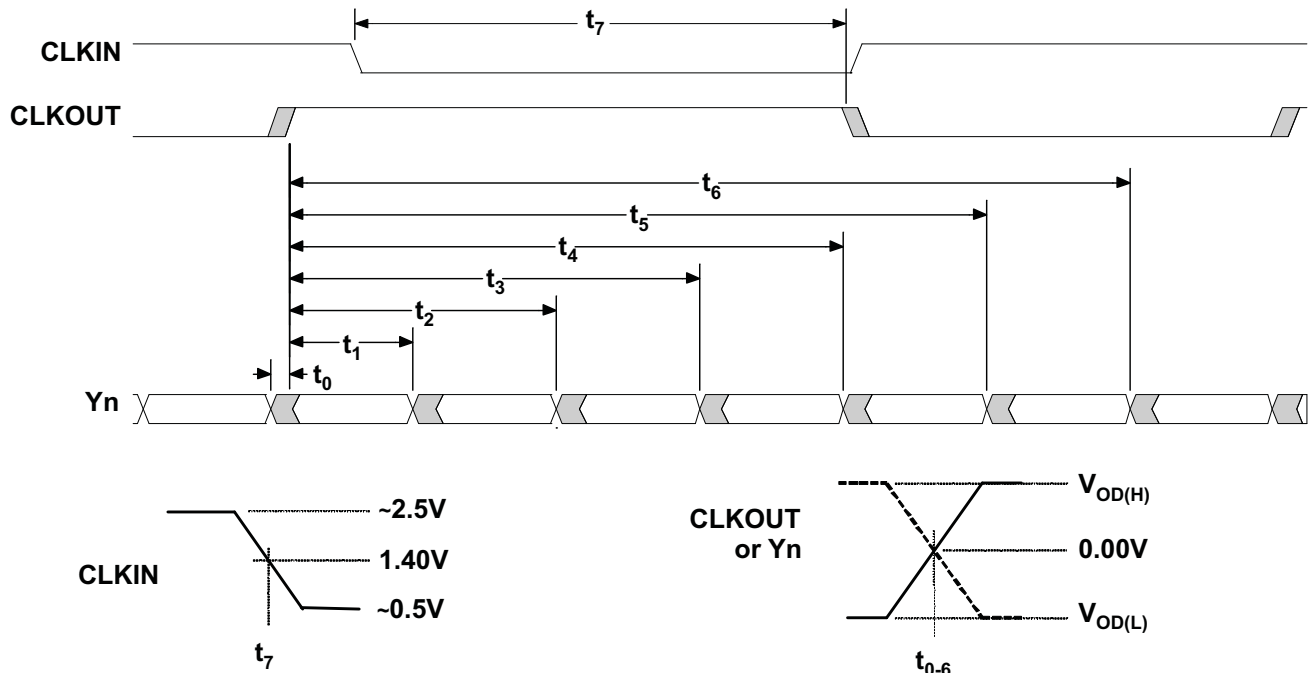 t7
CLKIN
CLKOUT
t6
t5
t4
t3
t2
t1
t0
Yn
~2.5V
1.40V
~0.5V
CLKIN
t7
CLKOUT
or Yn
VOD(H)
0.00V
VOD(L)
t0-6